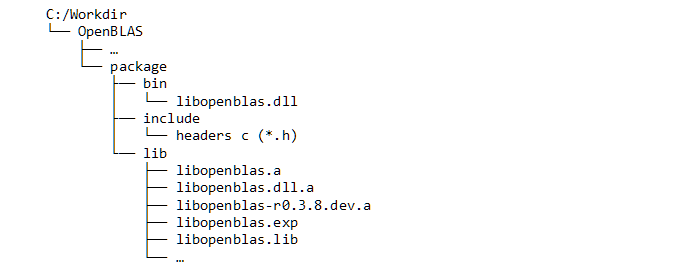 C:/Workdir
└── OpenBLAS
├── …
└── package
├── bin
│ └── libopenblas.dll
├── include
│ └── headers c (*.h)
└── lib
├── libopenblas.a
├── libopenblas.dll.a
├── libopenblas-r0.3.8.dev.a
├── libopenblas.exp
├── libopenblas.lib
└── …